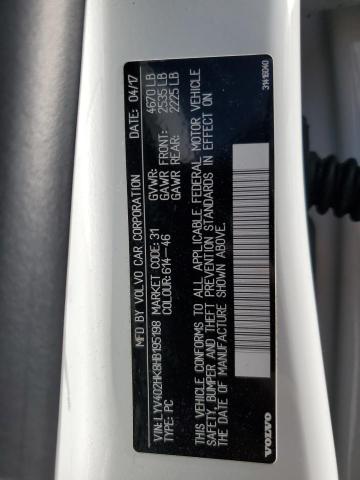 MFD. BY VOLVO CAR CORPORATION DATE: 04/17
GVWR: 4670 LB
GAWR FRONT: 2535 LB
GAWR REAR: 2225 LB
VIN: LYV402HK8HB195198 MARKET CODE: 31
TYPE: PC COLOUR: 614-46
THIS VEHICLE CONFORMS TO ALL APPLICABLE FEDERAL MOTOR VEHICLE
SAFETY, BUMPER AND THEFT PREVENTION STANDARDS IN EFFECT ON
THE DATE OF MANUFACTURE SHOWN ABOVE.
VOLVO
31416040